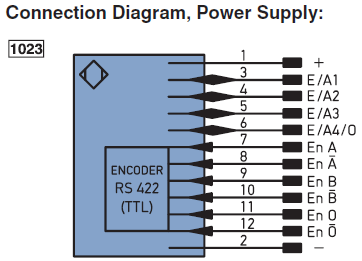 Connection Diagram, Power Supply:
1023
1 +
3 E/A1
4 E/A2
5 E/A3
6 E/A4/0
7 En A
8 En A̅
9 En B
10 En B̅
11 En 0
12 En 0̅
2 −
ENCODER
RS 422
(TTL)